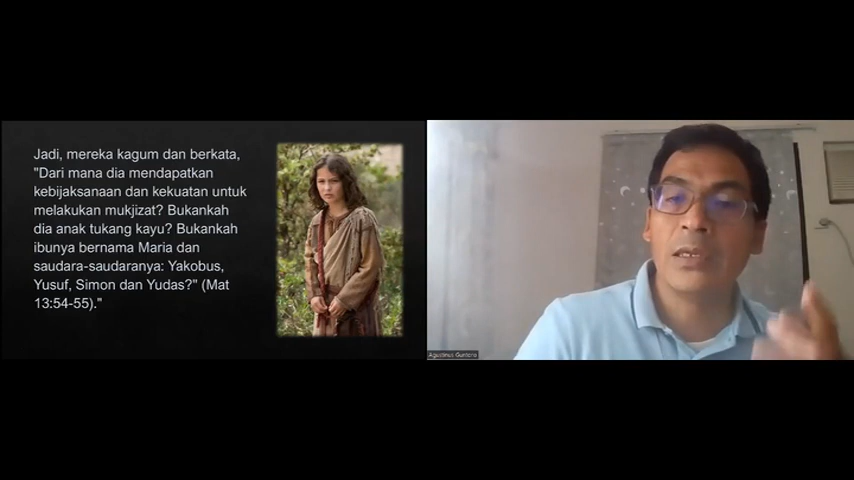 Jadi, mereka kagum dan berkata,
"Dari mana dia mendapatkan
kebijaksanaan dan kekuatan untuk
melakukan mukjizat? Bukankah
dia anak tukang kayu? Bukankah
ibunya bernama Maria dan
saudara-saudaranya: Yakobus,
Yusuf, Simon dan Yudas?" (Mat
13:54-55)."
Agustinus